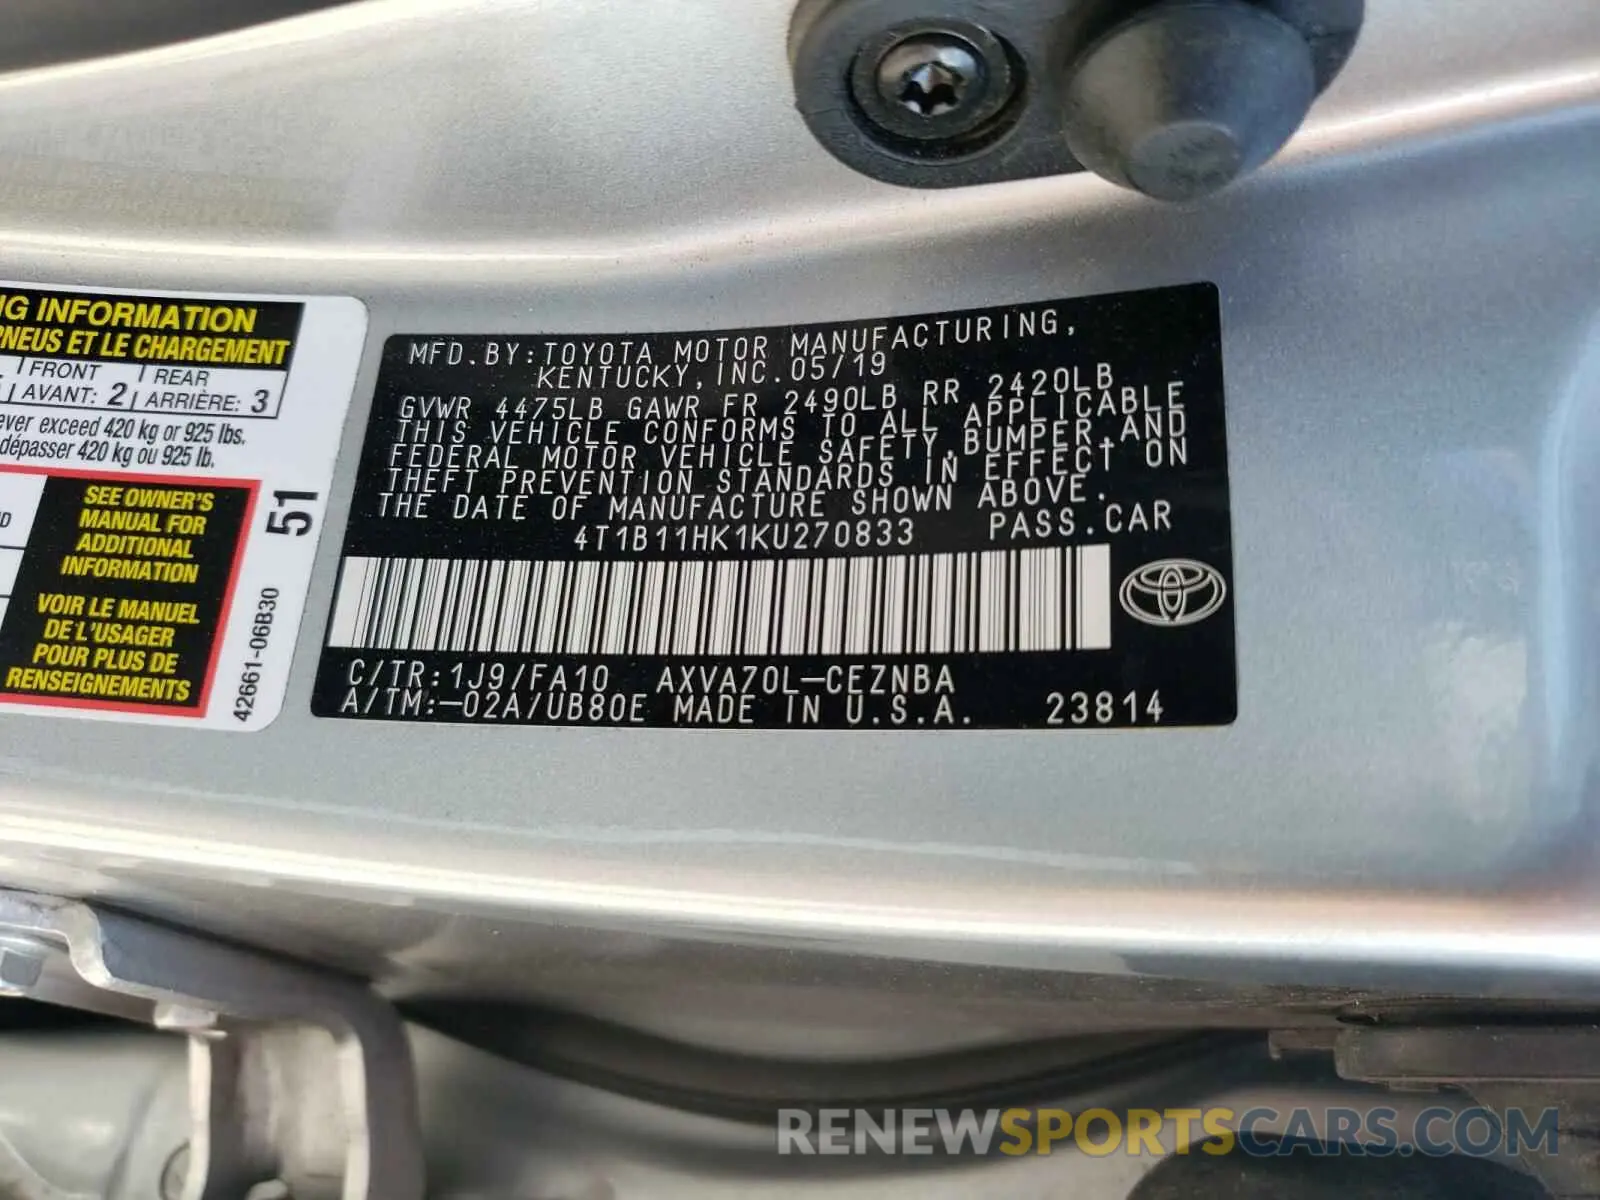 NG INFORMATION
PNEUS ET LE CHARGEMENT
FRONT REAR
AVANT: 2 ARRIÈRE: 3
ever exceed 420 kg or 925 lbs.
dépasser 420 kg ou 925 lb.
SEE OWNER'S
MANUAL FOR
ADDITIONAL
INFORMATION
VOIR LE MANUEL
DE L'USAGER
POUR PLUS DE
RENSEIGNEMENTS
51
42661-06B30
MFD.BY:TOYOTA MOTOR MANUFACTURING,
KENTUCKY,INC.05/19
GVWR 4475LB GAWR FR 2490LB RR 2420LB
THIS VEHICLE CONFORMS TO ALL APPLICABLE
FEDERAL MOTOR VEHICLE SAFETY,BUMPER,AND
THEFT PREVENTION STANDARDS IN EFFECT ON
THE DATE OF MANUFACTURE SHOWN ABOVE.
4T1B11HK1KU270833 PASS.CAR
C/TR:1J9/FA10 AXVA70L-CEZNBA
A/TM:-02A/UB80E MADE IN U.S.A. 23814
RENEWSPORTSCARS.COM